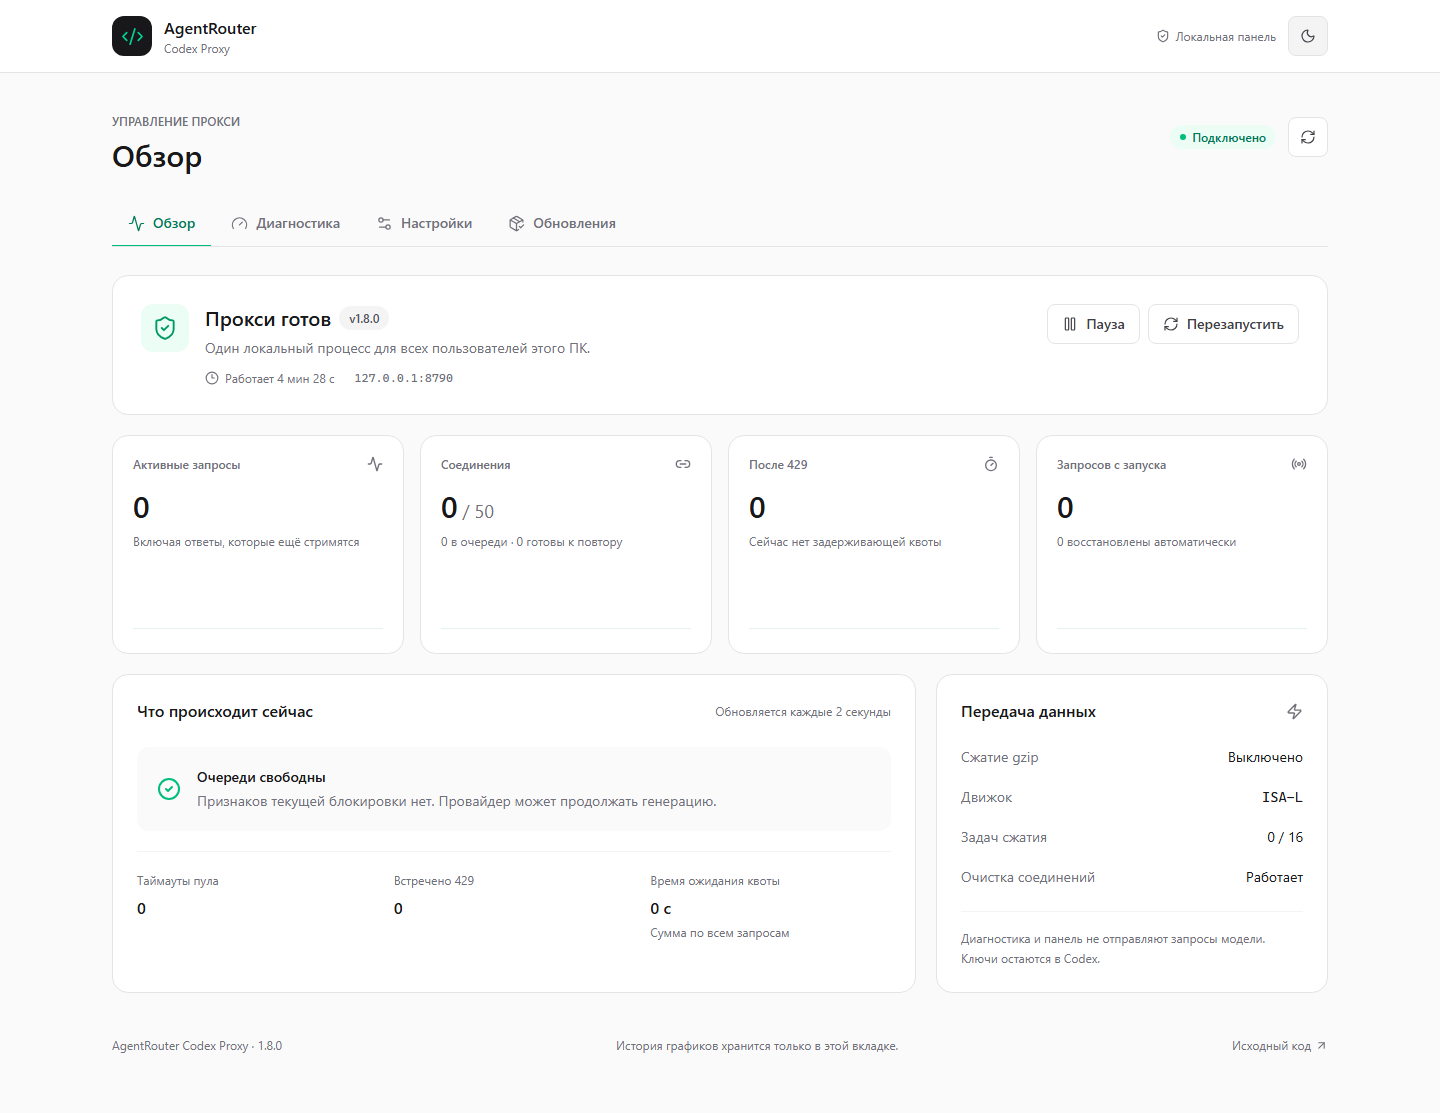 AgentRouter
Codex Proxy
Локальная панель
УПРАВЛЕНИЕ ПРОКСИ
Обзор
Подключено
Обзор
Диагностика
Настройки
Обновления
Прокси готов
v1.8.0
Один локальный процесс для всех пользователей этого ПК.
Работает 4 мин 28 с
127.0.0.1:8790
Пауза
Перезапустить
Активные запросы
0
Включая ответы, которые ещё стримятся
Соединения
0 / 50
0 в очереди · 0 готовы к повтору
После 429
0
Сейчас нет задерживающей квоты
Запросов с запуска
0
0 восстановлены автоматически
Что происходит сейчас
Обновляется каждые 2 секунды
Очереди свободны
Признаков текущей блокировки нет. Провайдер может продолжать генерацию.
Таймауты пула
0
Встречено 429
0
Время ожидания квоты
0 с
Сумма по всем запросам
Передача данных
Сжатие gzip
Выключено
Движок
ISA-L
Задач сжатия
0 / 16
Очистка соединений
Работает
Диагностика и панель не отправляют запросы модели.
Ключи остаются в Codex.
AgentRouter Codex Proxy · 1.8.0
История графиков хранится только в этой вкладке.
Исходный код